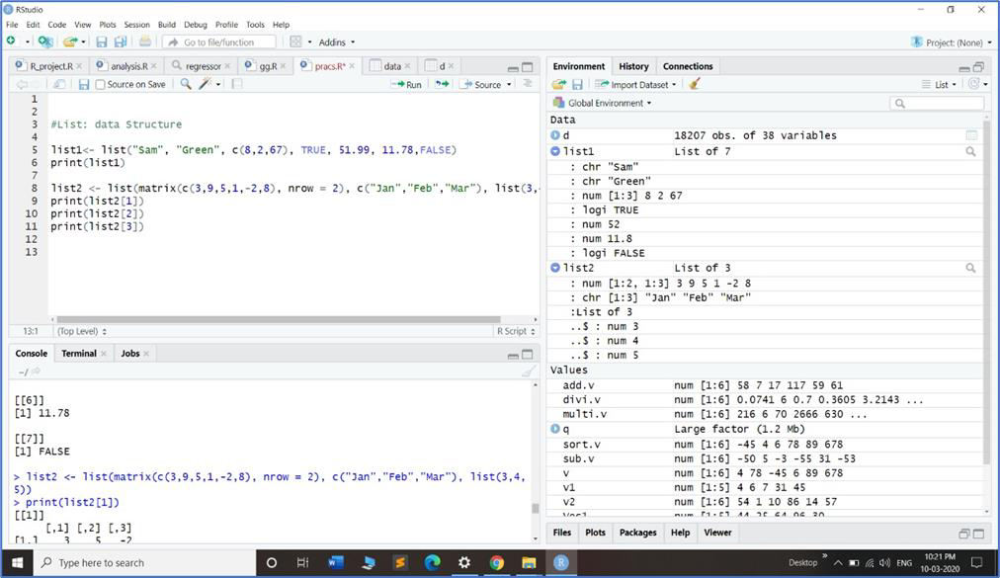 RStudio
File Edit Code View Plots Session Build Debug Profile Tools Help
Go to file/function
Addins
Project: (None)
R_project.R
analysis.R
regressor
gg.R
pracs.R*
data
d
Source on Save
Run
Source
1
2
3 #List: data Structure
4
5 list1<- list("Sam", "Green", c(8,2,67), TRUE, 51.99, 11.78,FALSE)
6 print(list1)
7
8 list2 <- list(matrix(c(3,9,5,1,-2,8), nrow = 2), c("Jan","Feb","Mar"), list(3,
9 print(list2[1])
10 print(list2[2])
11 print(list2[3])
12
13
13:1 (Top Level) R Script
Console Terminal Jobs
~/
[[6]]
[1] 11.78
[[7]]
[1] FALSE
> list2 <- list(matrix(c(3,9,5,1,-2,8), nrow = 2), c("Jan","Feb","Mar"), list(3,4,
5))
> print(list2[1])
[[1]]
[,1] [,2] [,3]
[1,] 3 5 -2
Environment History Connections
Import Dataset
List
Global Environment
Data
d 18207 obs. of 38 variables
list1 List of 7
: chr "Sam"
: chr "Green"
: num [1:3] 8 2 67
: logi TRUE
: num 52
: num 11.8
: logi FALSE
list2 List of 3
: num [1:2, 1:3] 3 9 5 1 -2 8
: chr [1:3] "Jan" "Feb" "Mar"
:List of 3
..$ : num 3
..$ : num 4
..$ : num 5
Values
add.v num [1:6] 58 7 17 117 59 61
divi.v num [1:6] 0.0741 6 0.7 0.3605 3.2143 ...
multi.v num [1:6] 216 6 70 2666 630 ...
q Large factor (1.2 Mb)
sort.v num [1:6] -45 4 6 78 89 678
sub.v num [1:6] -50 5 -3 -55 31 -53
v num [1:6] 4 78 -45 6 89 678
v1 num [1:5] 4 6 7 31 45
v2 num [1:6] 54 1 10 86 14 57
Vec1 num [1:5] 44 25 64 96 30
Files Plots Packages Help Viewer
Type here to search
Desktop
ENG
10:21 PM
10-03-2020